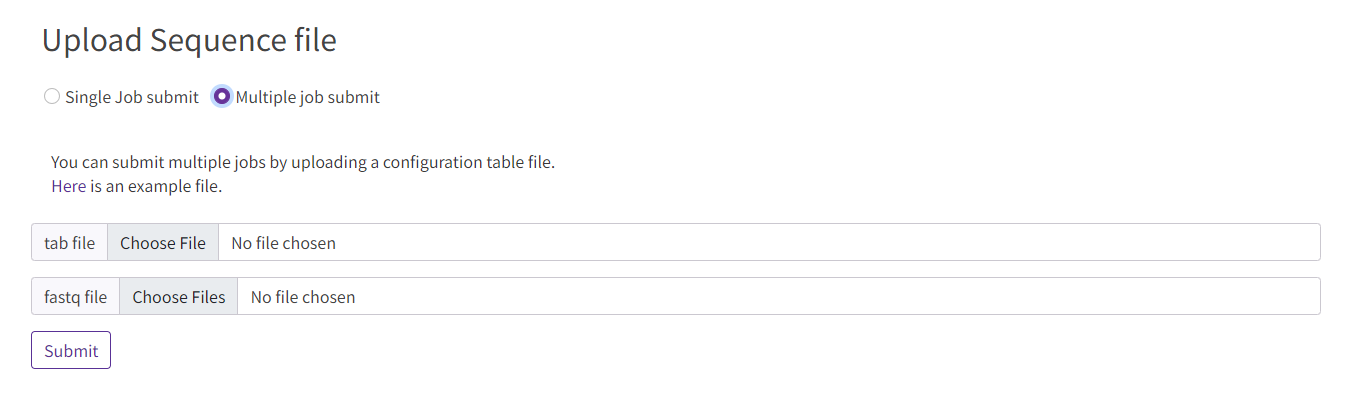 Upload Sequence file
Single Job submit Multiple job submit
You can submit multiple jobs by uploading a configuration table file.
Here is an example file.
tab file Choose File No file chosen
fastq file Choose Files No file chosen
Submit